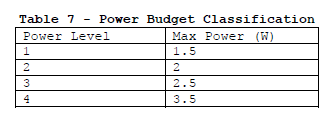 Table 7 - Power Budget Classification
Power Level Max Power (W)
1 1.5
2 2
3 2.5
4 3.5